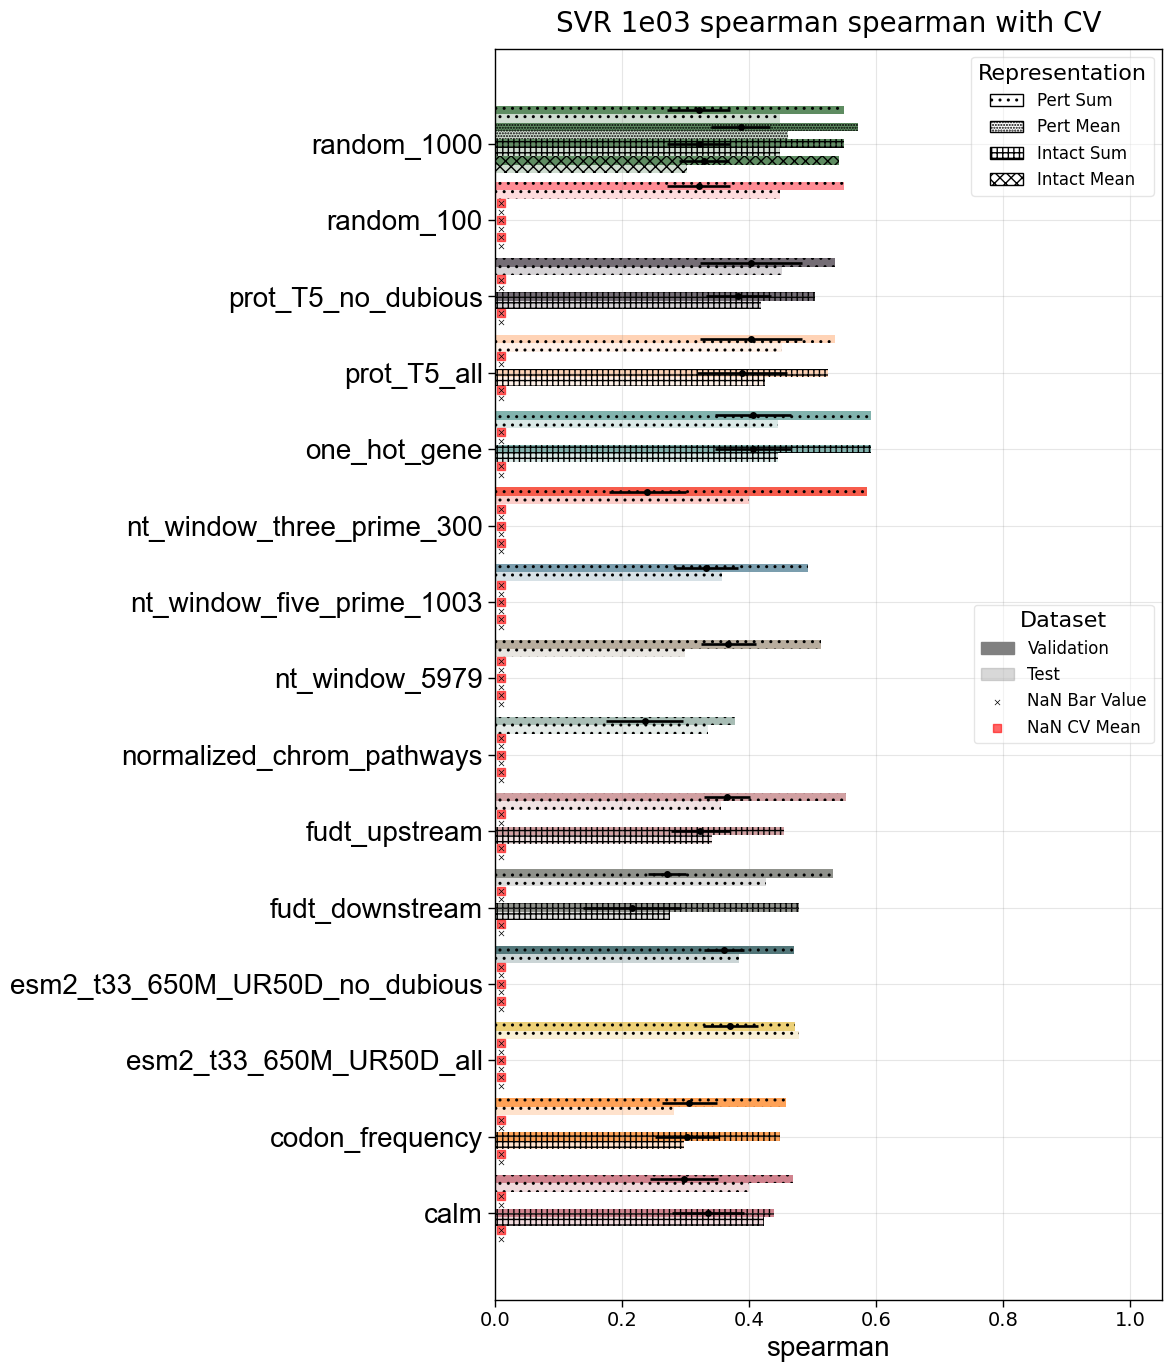 SVR 1e03 spearman spearman with CV
Representation
Pert Sum
Pert Mean
Intact Sum
Intact Mean
random_1000
random_100
prot_T5_no_dubious
prot_T5_all
one_hot_gene
nt_window_three_prime_300
nt_window_five_prime_1003
Dataset
Validation
Test
NaN Bar Value
NaN CV Mean
nt_window_5979
normalized_chrom_pathways
fudt_upstream
fudt_downstream
esm2_t33_650M_UR50D_no_dubious
esm2_t33_650M_UR50D_all
codon_frequency
calm
0.0 0.2 0.4 0.6 0.8 1.0
spearman